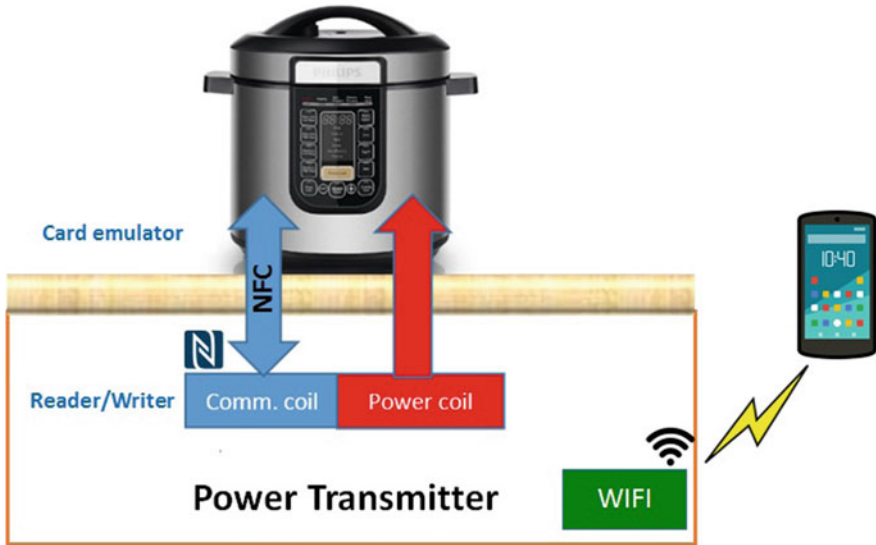 PHILIPS
Card emulator
NFC
10:40
Reader/Writer
Comm. coil
Power coil
Power Transmitter
WIFI